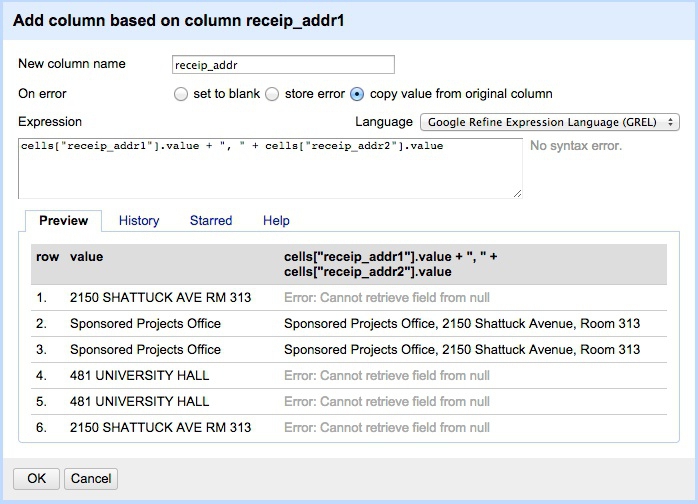 Add column based on column receip_addr1
New column name receip_addr
On error set to blank store error copy value from original column
Expression Language Google Refine Expression Language (GREL)
cells["receip_addr1"].value + ", " + cells["receip_addr2"].value No syntax error.
Preview History Starred Help
row value cells["receip_addr1"].value + ", " +
cells["receip_addr2"].value
1. 2150 SHATTUCK AVE RM 313 Error: Cannot retrieve field from null
2. Sponsored Projects Office Sponsored Projects Office, 2150 Shattuck Avenue, Room 313
3. Sponsored Projects Office Sponsored Projects Office, 2150 Shattuck Avenue, Room 313
4. 481 UNIVERSITY HALL Error: Cannot retrieve field from null
5. 481 UNIVERSITY HALL Error: Cannot retrieve field from null
6. 2150 SHATTUCK AVE RM 313 Error: Cannot retrieve field from null
OK Cancel